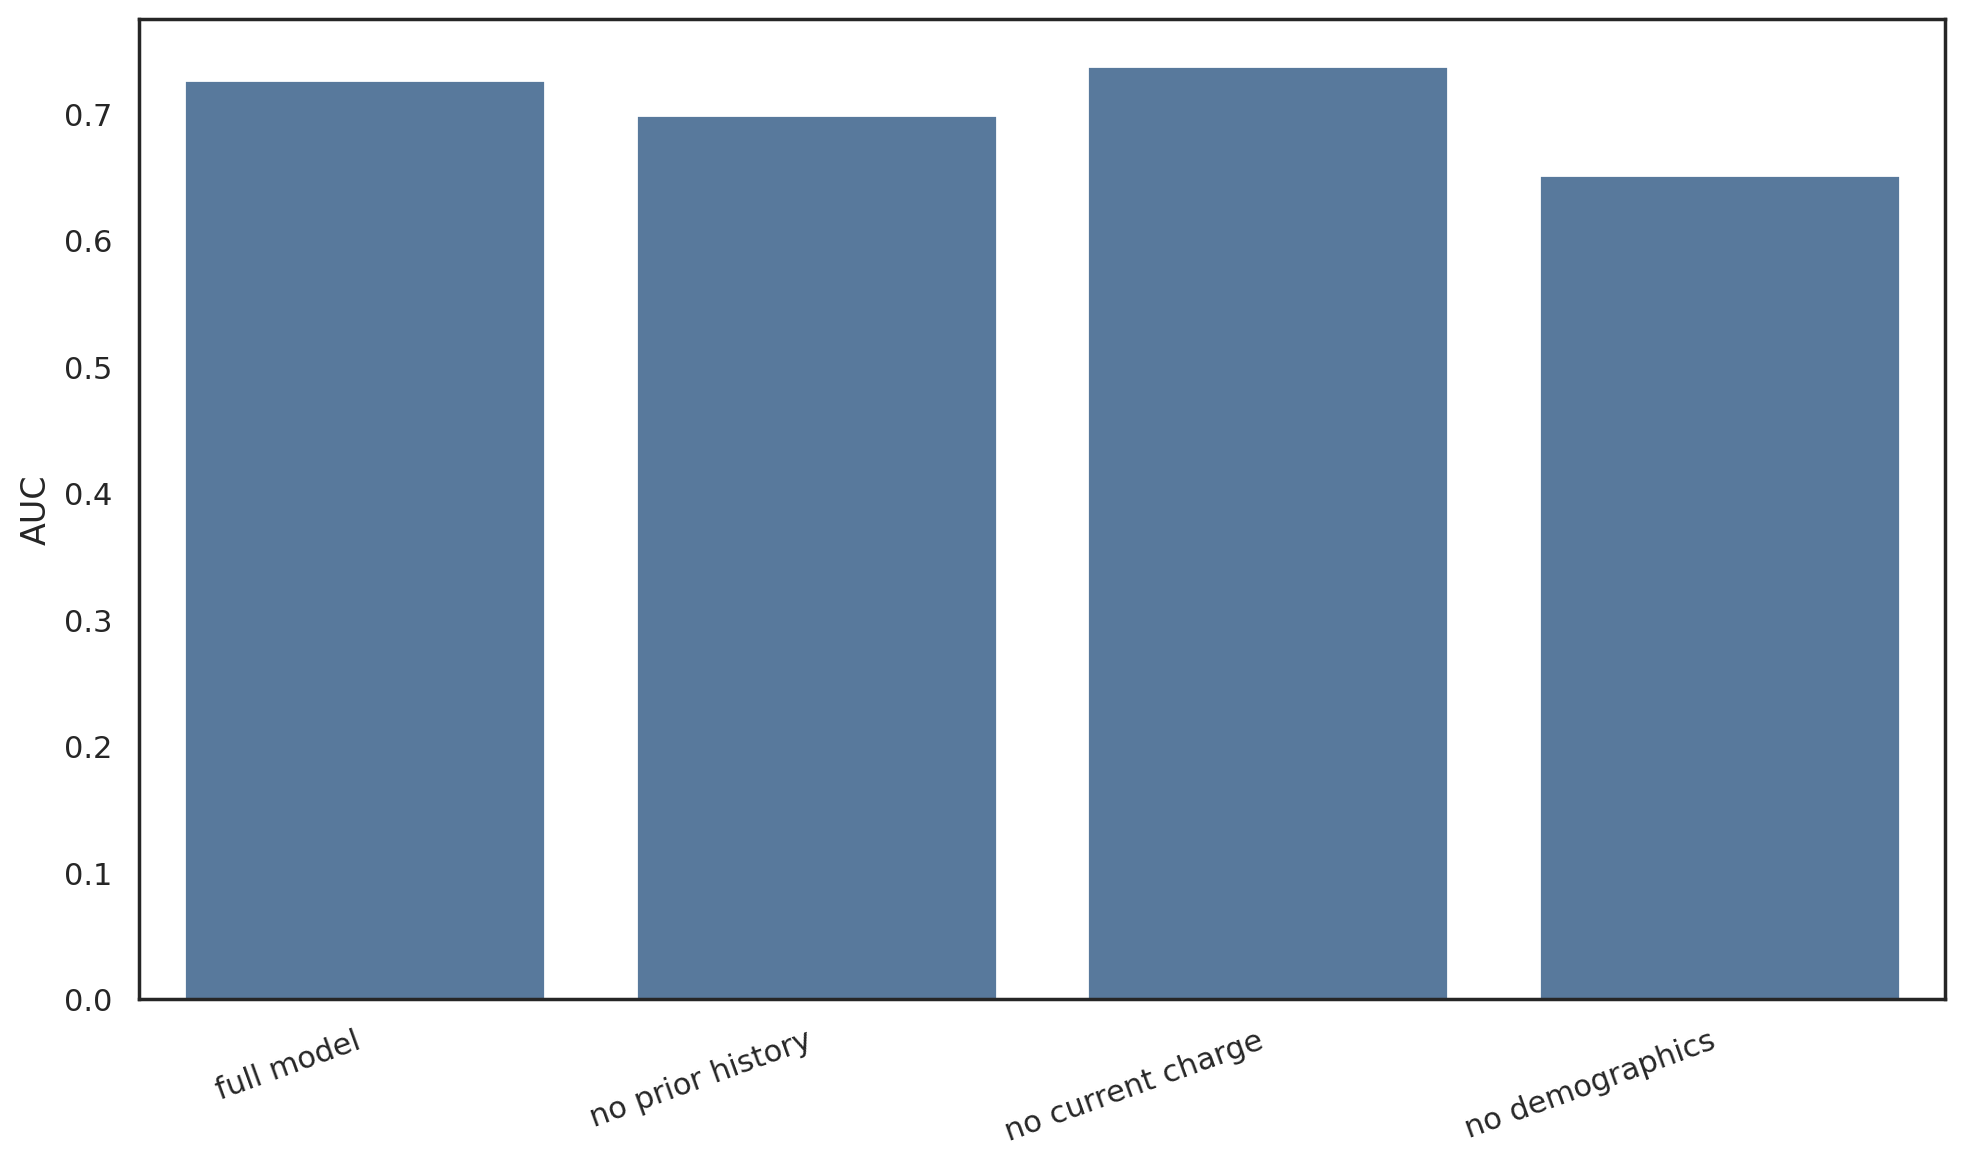 AUC
0.7
0.6
0.5
0.4
0.3
0.2
0.1
0.0
full model
no prior history
no current charge
no demographics